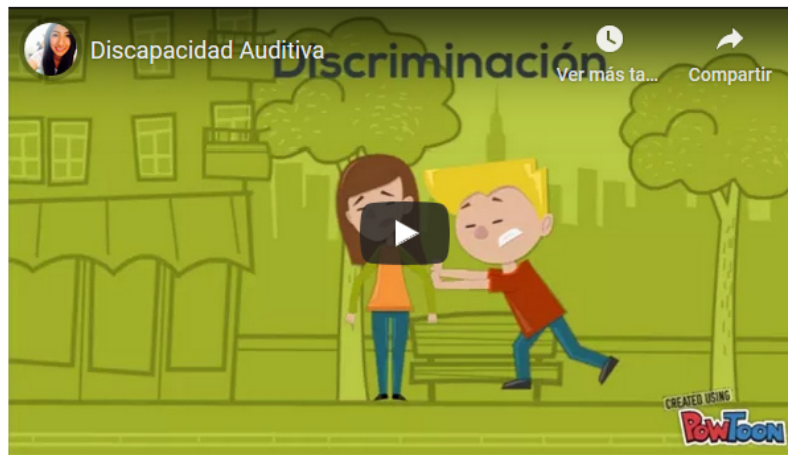 Discapacidad Auditiva
Discriminación
Ver más ta...
Compartir
CREATED USING
POWTOON